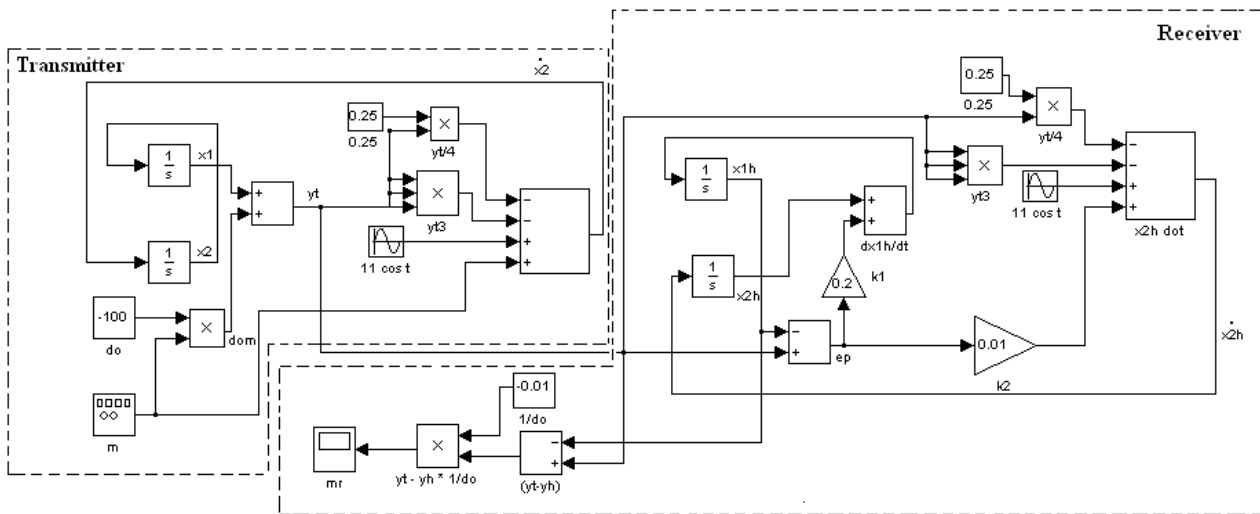 Transmitter
ẋ2
0.25
0.25
×
yt/4
1
s
x1
+
+
yt
×
yt3
11 cos t
−
−
+
+
1
s
x2
-100
do
×
dom
m
Receiver
0.25
0.25
×
yt/4
×
yt3
11 cos t
−
−
+
+
x2h dot
1
s
x1h
+
+
dx1h/dt
1
s
x2h
0.2
k1
−
+
ep
0.01
k2
ẋ2h
-0.01
1/do
mr
×
yt - yh * 1/do
−
+
(yt-yh)